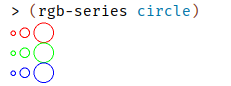 > (rgb-series circle)